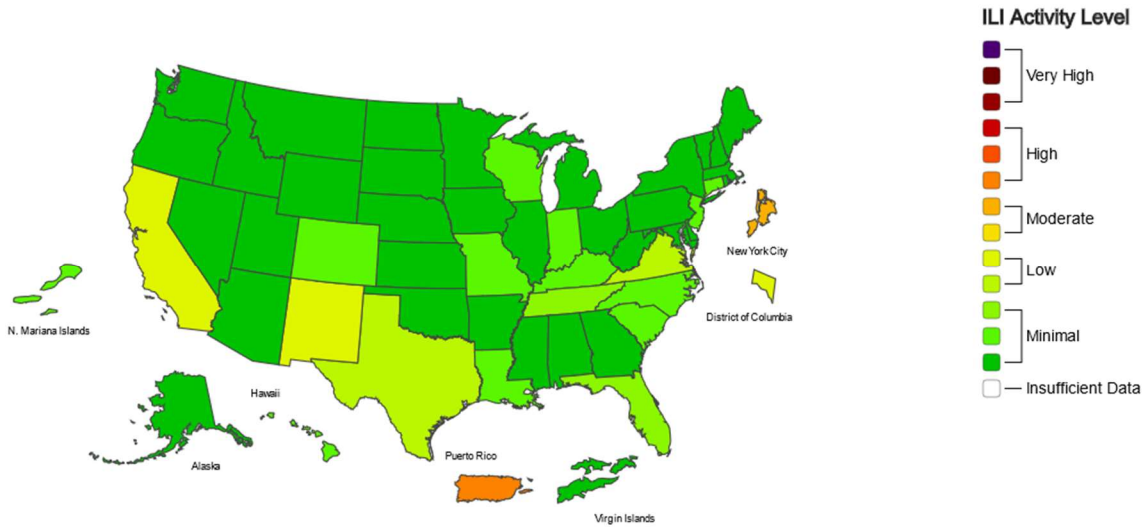 ILI Activity Level
Very High
High
Moderate
Low
Minimal
Insufficient Data
New York City
District of Columbia
N. Mariana Islands
Hawaii
Alaska
Puerto Rico
Virgin Islands